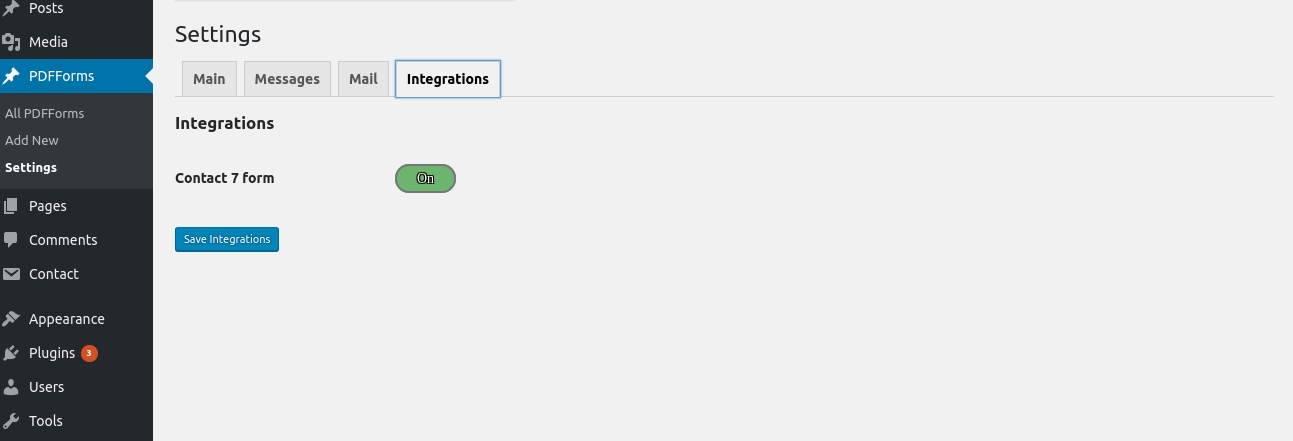 Posts
Media
PDFForms
All PDFForms
Add New
Settings
Pages
Comments
Contact
Appearance
Plugins 3
Users
Tools
Settings
Main Messages Mail Integrations
Integrations
Contact 7 form On
Save Integrations